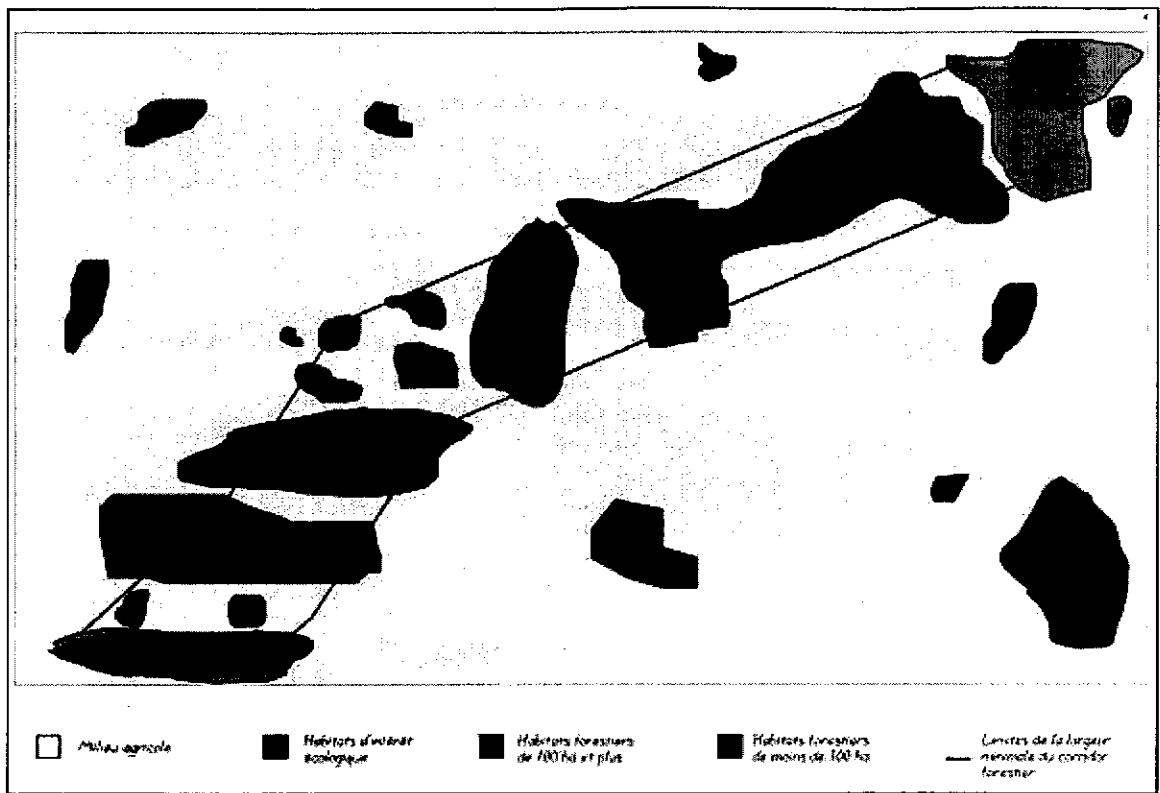 Milieu agricole
Habitats d'intérêt
écologique
Habitats forestiers
de 100 ha et plus
Habitats forestiers
de moins de 100 ha
Limites de la largeur
minimale du corridor
forestier